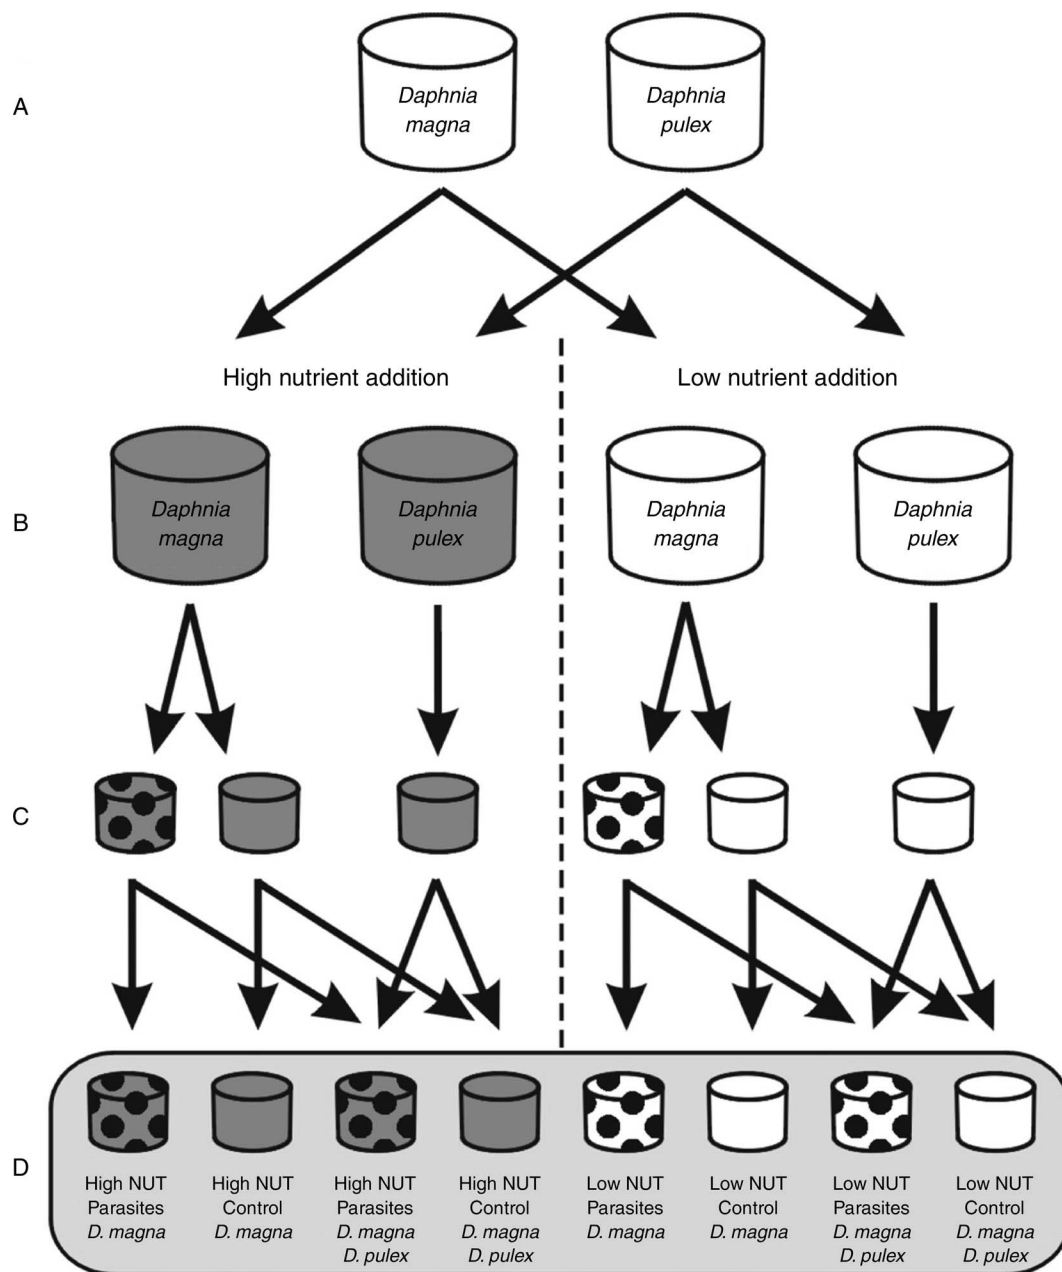 A
Daphnia
magna
Daphnia
pulex
High nutrient addition
Low nutrient addition
B
Daphnia
magna
Daphnia
pulex
Daphnia
magna
Daphnia
pulex
C
D
High NUT
Parasites
D. magna
High NUT
Control
D. magna
High NUT
Parasites
D. magna
D. pulex
High NUT
Control
D. magna
D. pulex
Low NUT
Parasites
D. magna
Low NUT
Control
D. magna
Low NUT
Parasites
D. magna
D. pulex
Low NUT
Control
D. magna
D. pulex